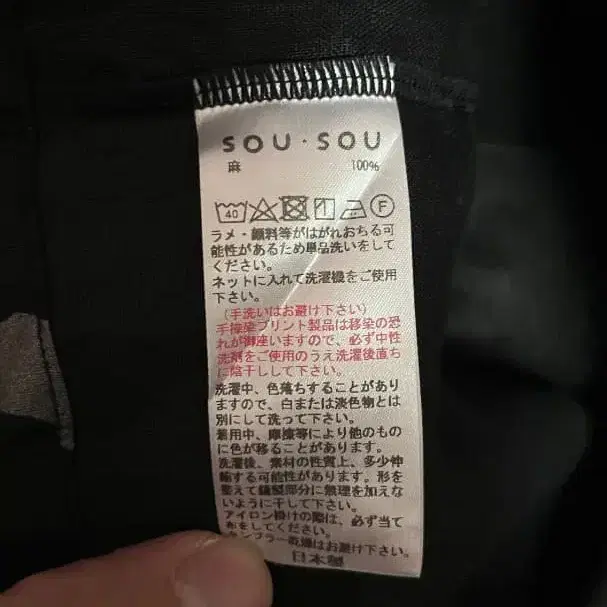 SOU・SOU
麻 100%
40 F
ラメ・顔料等がはがれおちる可
能性があるため単品洗いをして
ください。
ネットに入れて洗濯機をご使用
下さい。
(手洗いはお避け下さい)
手捺染プリント製品は移染の恐
れが御座いますので、必ず中性
洗剤をご使用のうえ洗濯後直ち
に陰干しして下さい。
洗濯中、色落ちすることがあり
ますので、白または淡色物とは
別にして洗って下さい。
着用中、摩擦等により他のもの
に色が移ることがあります。
洗濯後、素材の性質上、多少伸
縮する可能性があります。形を
整えて縫製部分に無理を加えな
いように干して下さい。
アイロン掛けの際は、必ず当て
布をしてください。
タンブラー乾燥はお避け下さい。
日本製